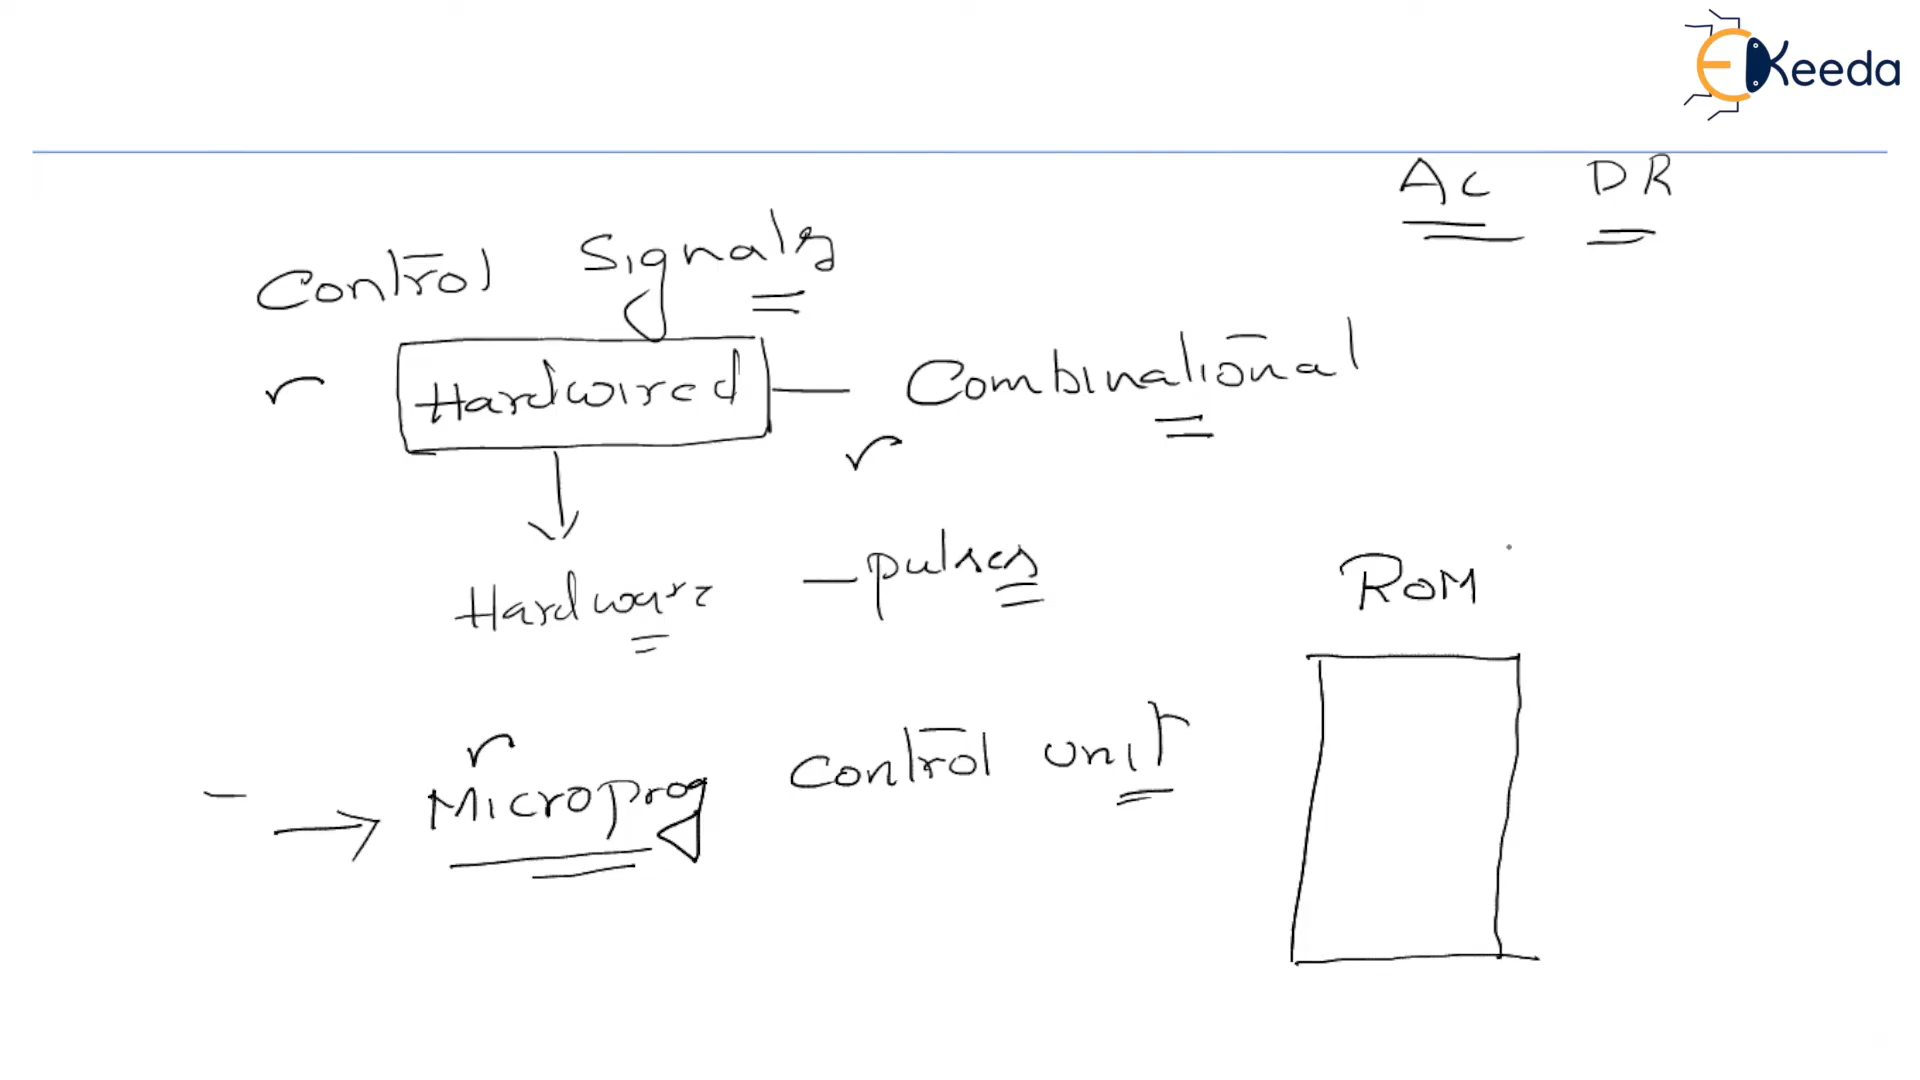 EKeeda
AC DR
Control Signals
Hardwired — Combinational
Hardware — pulses
ROM
→ Microprog Control unit